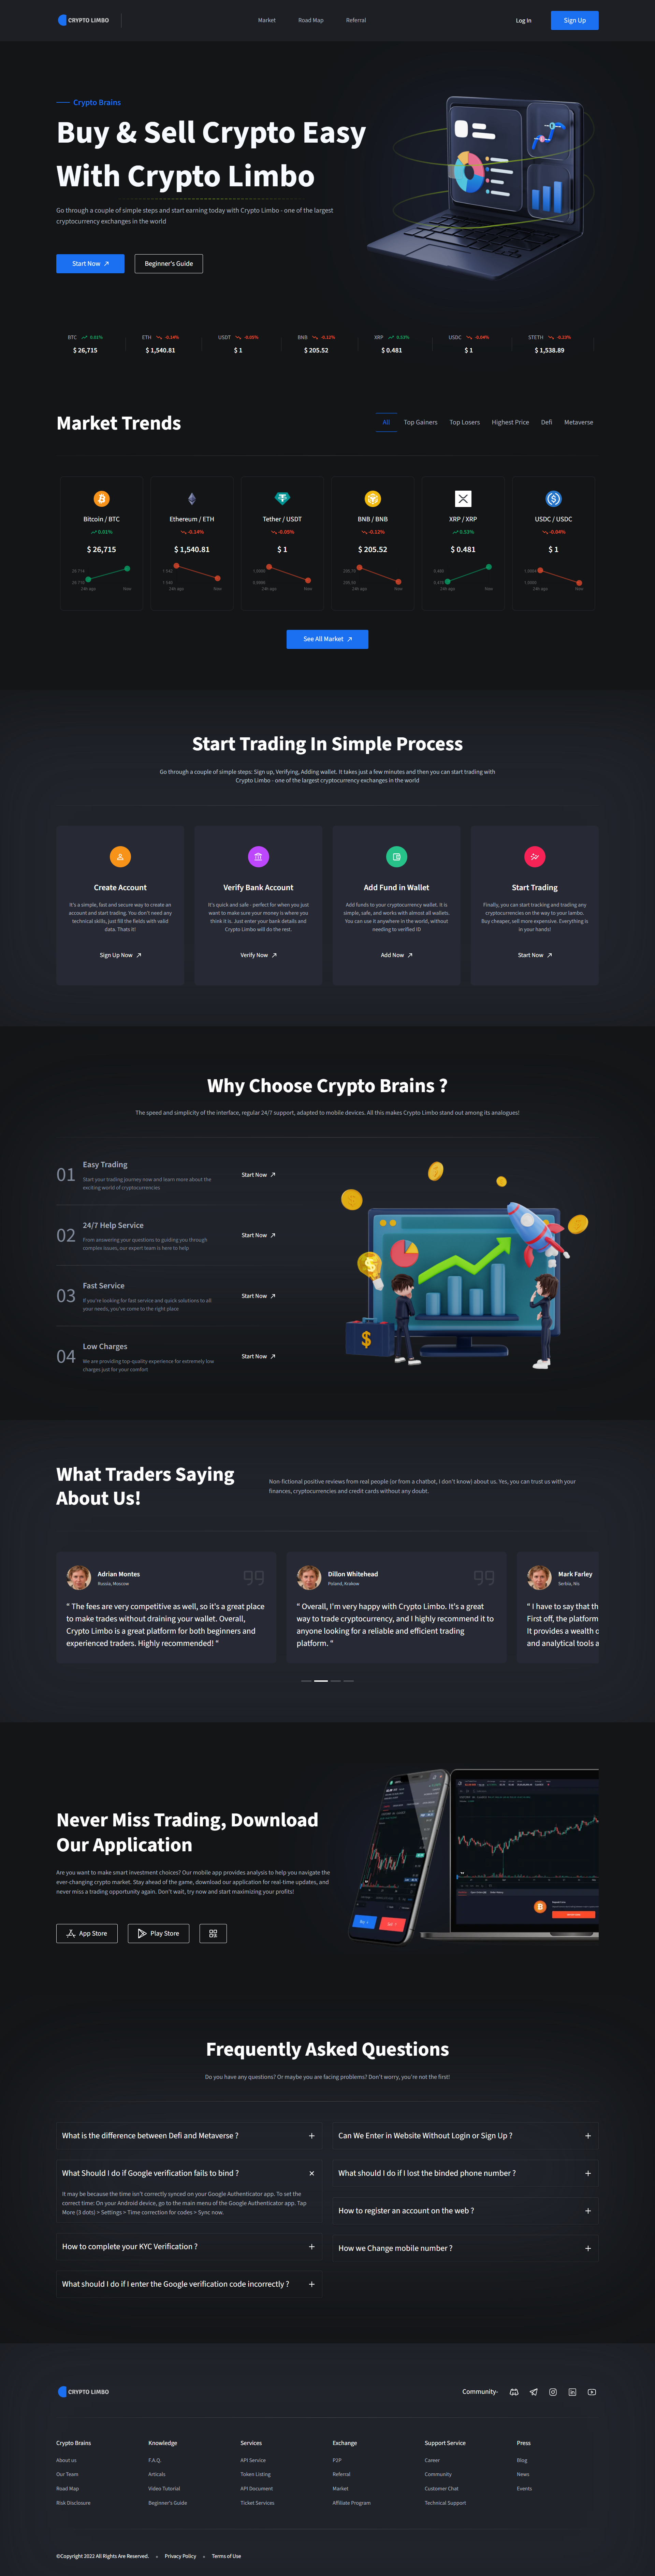 CRYPTO LIMBO
Market
Road Map
Referral
Log In
Sign Up
Crypto Brains
Buy & Sell Crypto Easy
With Crypto Limbo
Go through a couple of simple steps and start earning today with Crypto Limbo - one of the largest
cryptocurrency exchanges in the world
Start Now
Beginner's Guide
BTC 0.01%
$ 26,715
ETH -0.14%
$ 1,540.81
USDT -0.05%
$ 1
BNB -0.12%
$ 205.52
XRP 0.53%
$ 0.481
USDC -0.04%
$ 1
STETH -0.23%
$ 1,538.89
Market Trends
All
Top Gainers
Top Losers
Highest Price
Defi
Metaverse
Bitcoin / BTC
0.01%
$ 26,715
24h ago
Now
Ethereum / ETH
-0.14%
$ 1,540.81
24h ago
Now
Tether / USDT
-0.05%
$ 1
24h ago
Now
BNB / BNB
-0.12%
$ 205.52
24h ago
Now
XRP / XRP
0.53%
$ 0.481
24h ago
Now
USDC / USDC
-0.04%
$ 1
24h ago
Now
See All Market
Start Trading In Simple Process
Go through a couple of simple steps: Sign up, Verifying, Adding wallet. It takes just a few minutes and then you can start trading with
Crypto Limbo - one of the largest cryptocurrency exchanges in the world
Create Account
It's a simple, fast and secure way to create an
account and start trading. You don't need any
technical skills, just fill the fields with valid
data. Thats it!
Sign Up Now
Verify Bank Account
It's quick and safe - perfect for when you just
want to make sure your money is where you
think it is. Just enter your bank details and
Crypto Limbo will do the rest.
Verify Now
Add Fund in Wallet
Add funds to your cryptocurrency wallet. It is
simple, safe, and works with almost all wallets.
You can use it anywhere in the world, without
needing to verified ID
Add Now
Start Trading
Finally, you can start tracking and trading any
cryptocurrencies on the way to your lambo.
Buy cheaper, sell more expensive. Everything is
in your hands!
Start Now
Why Choose Crypto Brains ?
The speed and simplicity of the interface, regular 24/7 support, adapted to mobile devices. All this makes Crypto Limbo stand out among its analogues!
01
Easy Trading
Start your trading journey now and learn more about the
exciting world of cryptocurrencies
Start Now
02
24/7 Help Service
From answering your questions to guiding you through
complex issues, our expert team is here to help
Start Now
03
Fast Service
If you're looking for fast service and quick solutions to all
your needs, you've come to the right place
Start Now
04
Low Charges
We are providing top-quality experience for extremely low
charges just for your comfort
Start Now
What Traders Saying
About Us!
Non-fictional positive reviews from real people (or from a chatbot, I don't know) about us. Yes, you can trust us with your
finances, cryptocurrencies and credit cards without any doubt.
Adrian Montes
Russia, Moscow
“ The fees are very competitive as well, so it's a great place
to make trades without draining your wallet. Overall,
Crypto Limbo is a great platform for both beginners and
experienced traders. Highly recommended! “
Dillon Whitehead
Poland, Krakow
“ Overall, I'm very happy with Crypto Limbo. It's a great
way to trade cryptocurrency, and I highly recommend it to
anyone looking for a reliable and efficient trading
platform. “
Mark Farley
Serbia, Nis
“ I have to say that th
First off, the platform
It provides a wealth o
and analytical tools a
Never Miss Trading, Download
Our Application
Are you want to make smart investment choices? Our mobile app provides analysis to help you navigate the
ever-changing crypto market. Stay ahead of the game, download our application for real-time updates, and
never miss a trading opportunity again. Don't wait, try now and start maximizing your profits!
App Store
Play Store
Frequently Asked Questions
Do you have any questions? Or maybe you are facing problems? Don't worry, you're not the first!
What is the difference between Defi and Metaverse ?
What Should I do if Google verification fails to bind ?
It may be because the time isn't correctly synced on your Google Authenticator app. To set the
correct time: On your Android device, go to the main menu of the Google Authenticator app. Tap
More (3 dots) > Settings > Time correction for codes > Sync now.
How to complete your KYC Verification ?
What should I do if I enter the Google verification code incorrectly ?
Can We Enter in Website Without Login or Sign Up ?
What should I do if I lost the binded phone number ?
How to register an account on the web ?
How we Change mobile number ?
CRYPTO LIMBO
Community-
Crypto Brains
About us
Our Team
Road Map
Risk Disclosure
Knowledge
F.A.Q.
Articals
Video Tutorial
Beginner's Guide
Services
API Service
Token Listing
API Document
Ticket Services
Exchange
P2P
Referral
Market
Affiliate Program
Support Service
Career
Community
Customer Chat
Technical Support
Press
Blog
News
Events
©Copyright 2022 All Rights Are Reserved.
Privacy Policy
Terms of Use